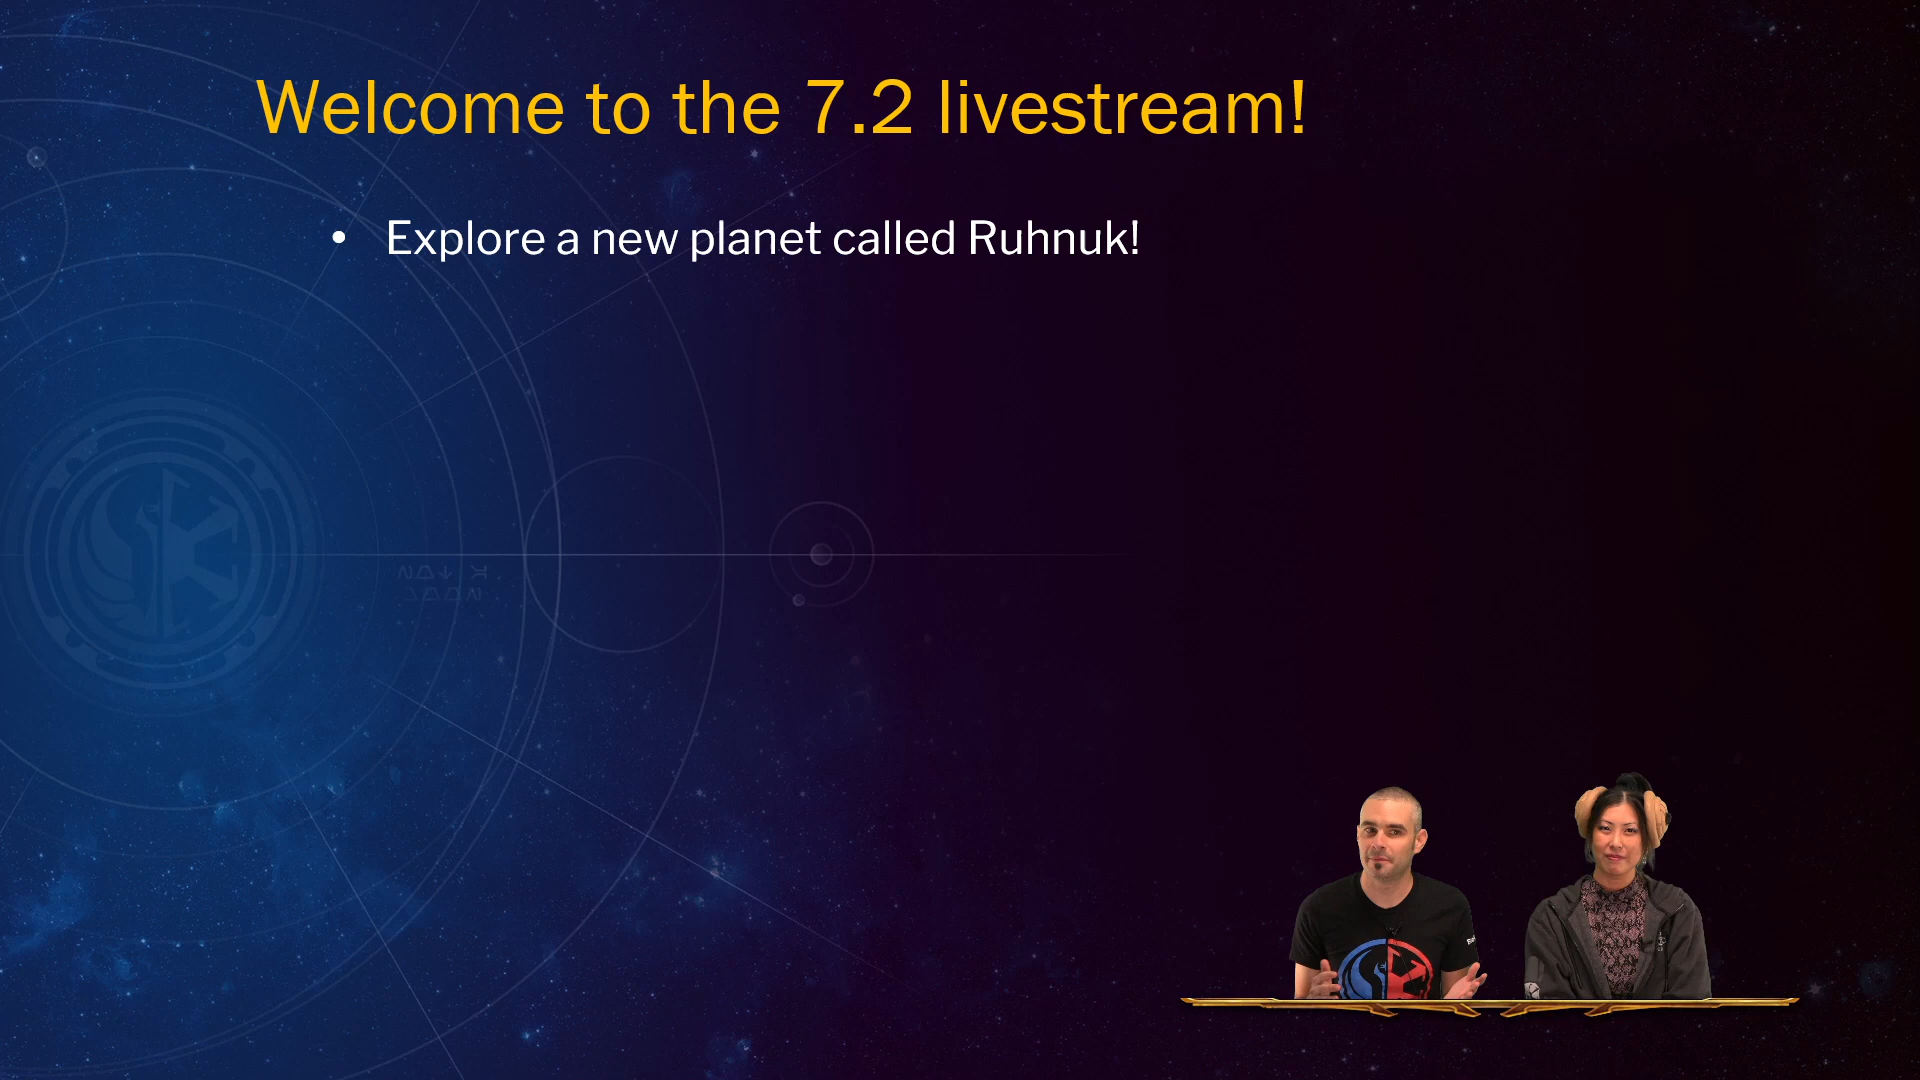 Welcome to the 7.2 livestream!
• Explore a new planet called Ruhnuk!